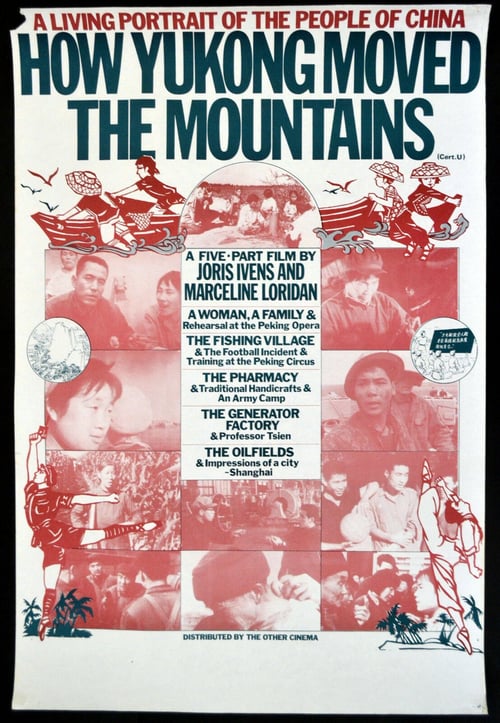 A LIVING PORTRAIT OF THE PEOPLE OF CHINA
HOW YUKONG MOVED
THE MOUNTAINS
(Cert.U)
A FIVE-PART FILM BY
JORIS IVENS AND
MARCELINE LORIDAN
A WOMAN, A FAMILY &
Rehearsal at the Peking Opera
THE FISHING VILLAGE
& The Football Incident &
Training at the Peking Circus
THE PHARMACY
& Traditional Handicrafts &
An Army Camp
THE GENERATOR
FACTORY
& Professor Tsien
THE OILFIELDS
& Impressions of a city
-Shanghai
DISTRIBUTED BY THE OTHER CINEMA